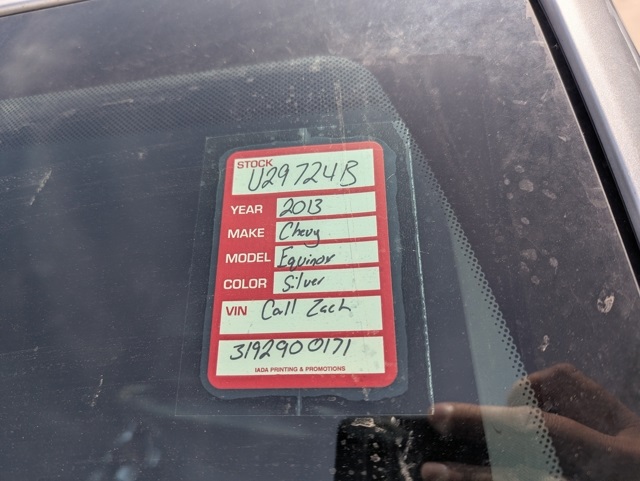 STOCK
U29724B
YEAR 2013
MAKE Chevy
MODEL Equinox
COLOR Silver
VIN Call Zach
3192900171
IADA PRINTING & PROMOTIONS